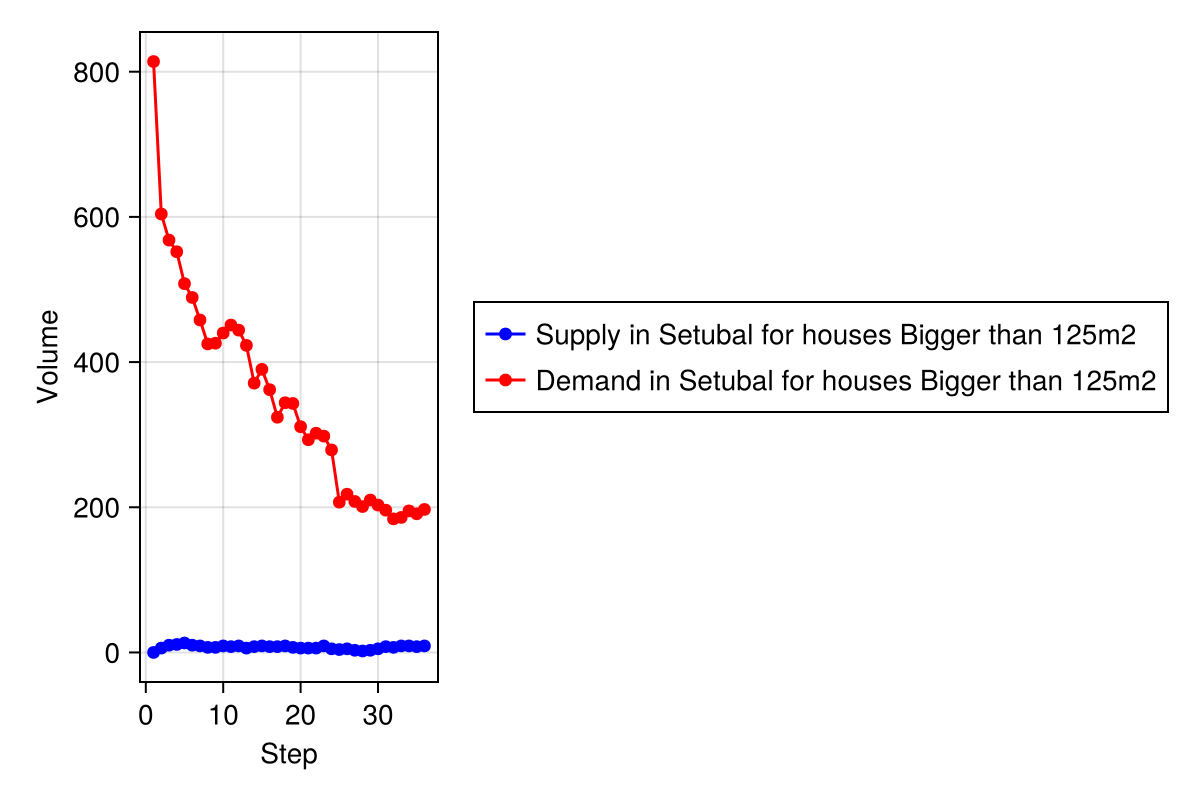 800
600
400
200
0
Volume
0 10 20 30
Step
Supply in Setubal for houses Bigger than 125m2
Demand in Setubal for houses Bigger than 125m2